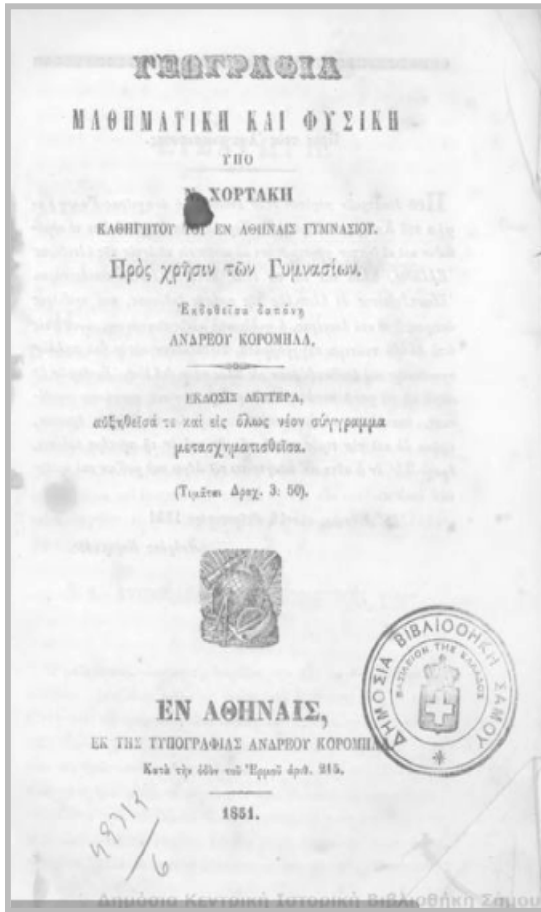 ΓΕΩΓΡΑΦΙΑ
ΜΑΘΗΜΑΤΙΚΗ ΚΑΙ ΦΥΣΙΚΗ
ΥΠΟ
ΧΟΡΤΑΚΗ
ΚΑΘΗΓΗΤΟΥ ΤΟΥ ΕΝ ΑΘΗΝΑΙΣ ΓΥΜΝΑΣΙΟΥ.
Πρὸς χρῆσιν τῶν Γυμνασίων.
Ἐκδοθεῖσα δαπάνῃ
ΑΝΔΡΕΟΥ ΚΟΡΟΜΗΛΑ.
ΕΚΔΟΣΙΣ ΔΕΥΤΕΡΑ,
αὐξηθεῖσά τε καὶ εἰς ὅλως νέον σύγγραμμα
μετασχηματισθεῖσα.
(Τιμᾶται Δραχ. 3: 50).
ΔΗΜΟΣΙΑ ΒΙΒΛΙΟΘΗΚΗ ΣΑΜΟΥ
ΒΑΣΙΛΕΙΟΝ ΤΗΣ ΕΛΛΑΔΟΣ
ΕΝ ΑΘΗΝΑΙΣ,
ΕΚ ΤΗΣ ΤΥΠΟΓΡΑΦΙΑΣ ΑΝΔΡΕΟΥ ΚΟΡΟΜΗΛΑ,
Κατὰ τὴν ὁδὸν τοῦ Ἑρμοῦ ἀριθ. 215.
1851.
Δημόσια Κεντρική Ιστορική Βιβλιοθήκη Σάμου